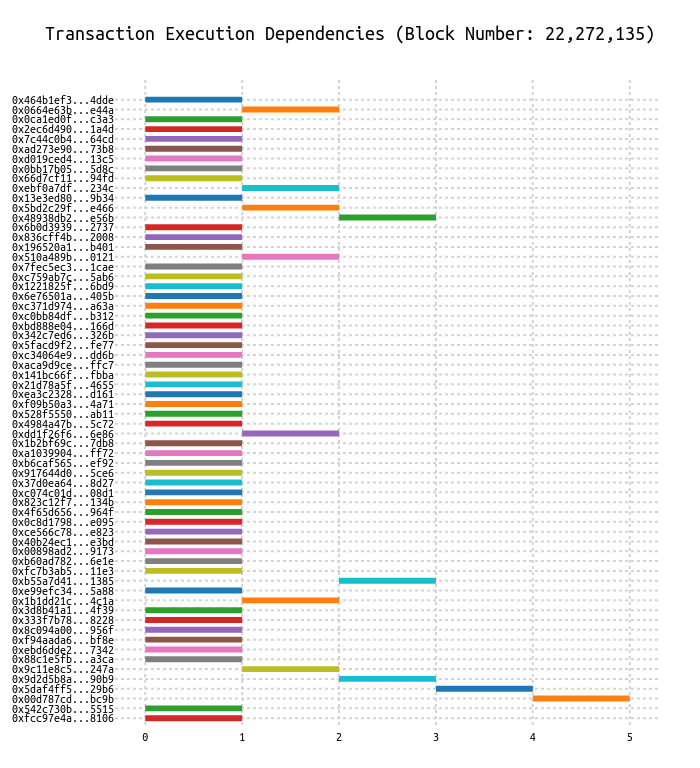 Transaction Execution Dependencies (Block Number: 22,272,135)
0x464b1ef3...4dde
0x0664e63b...e44a
0x0ca1ed0f...c3a3
0x2ec6d490...1a4d
0x7c44c0b4...64cd
0xad273e90...73b8
0xd019ced4...13c5
0x0bb17b05...5d8c
0x66d7cf11...94fd
0xebf0a7df...234c
0x13e3ed80...9b34
0x5bd2c29f...e466
0x48938db2...e56b
0x6b0d3939...2737
0x836cff4b...2008
0x196520a1...b401
0x510a489b...0121
0x7fec5ec3...1cae
0xc759ab7c...5ab6
0x1221825f...6bd9
0x6e76501a...405b
0xc371d974...a63a
0xc0bb84df...b312
0xbd888e04...166d
0x342c7ed6...326b
0x5facd9f2...fe77
0xc34064e9...dd6b
0xaca9d9ce...ffc7
0x141bc66f...fbba
0x21d78a5f...4655
0xea3c2328...d161
0xf09b50a3...4a71
0x528f5550...ab11
0x4984a47b...5c72
0xdd1f26f6...6e86
0x1b2bf69c...7db8
0xa1039904...ff72
0xb6caf565...ef92
0x917644d0...5ce6
0x37d0ea64...8d27
0xc074c01d...08d1
0x823c12f7...134b
0x4f65d656...964f
0x0c8d1798...e095
0xce566c78...e823
0x40b24ec1...e3bd
0x00898ad2...9173
0xb60ad782...6e1e
0xfc7b3ab5...11e3
0xb55a7d41...1385
0xe99efc34...5a88
0x1b1dd21c...4c1a
0x3d8b41a1...4f39
0x333f7b78...8228
0x8c094a00...956f
0xf94aada6...bf8e
0xebd6dde2...7342
0x88c1e5fb...a3ca
0x9c11e8c5...247a
0x9d2d5b8a...90b9
0x5daf4ff5...29b6
0x00d787cd...bc9b
0x542c730b...5515
0xfcc97e4a...8106
0 1 2 3 4 5